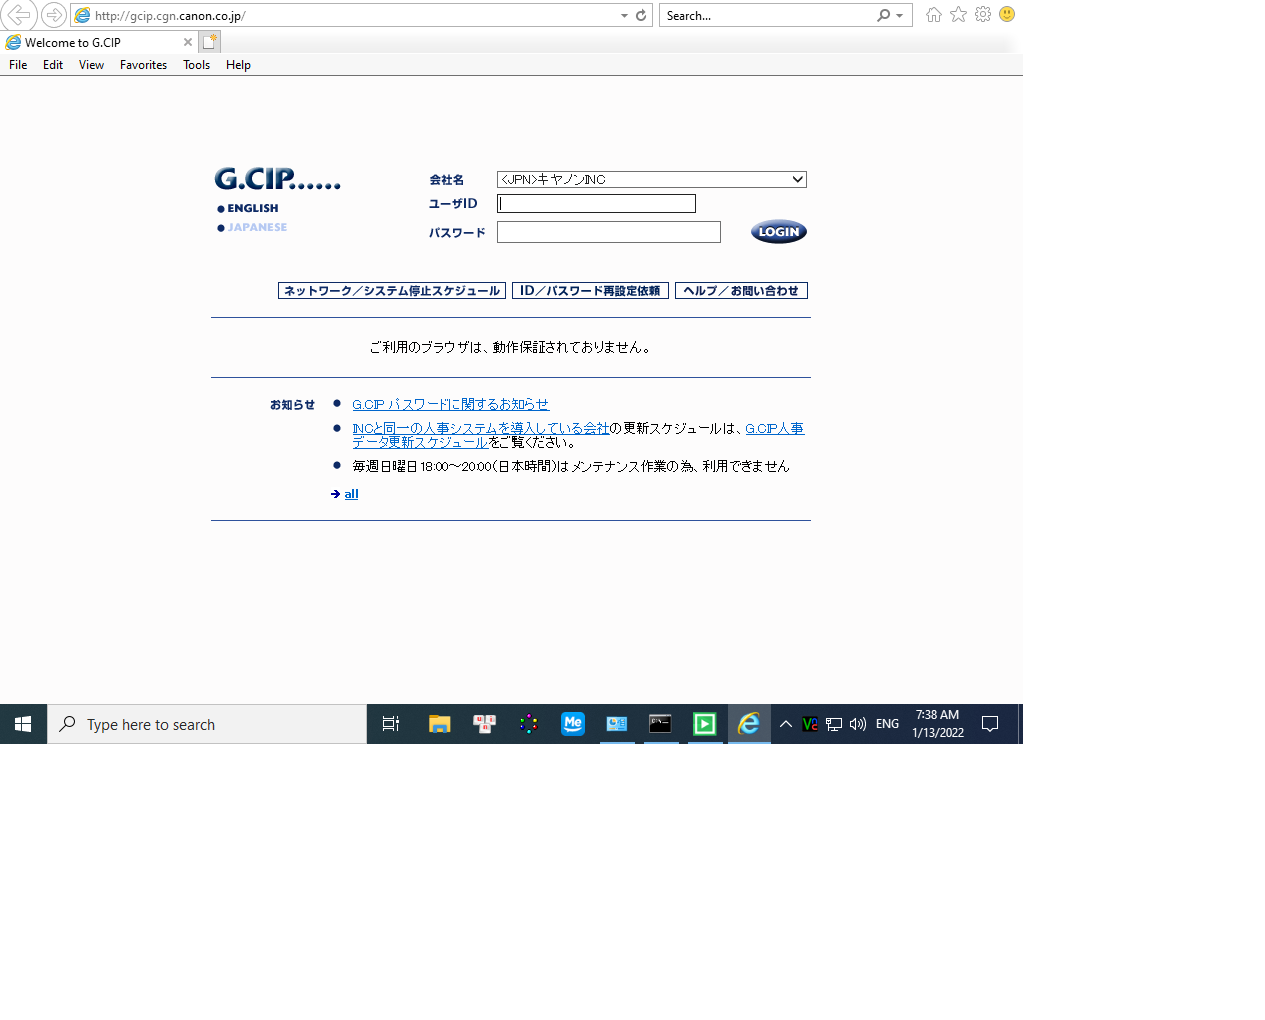 http://gcip.cgn.canon.co.jp/
Search...
Welcome to G.CIP
File Edit View Favorites Tools Help
G.CIP......
ENGLISH
JAPANESE
会社名 <JPN>キヤノンINC
ユーザID
パスワード
LOGIN
ネットワーク／システム停止スケジュール ID／パスワード再設定依頼 ヘルプ／お問い合わせ
ご利用のブラウザは、動作保証されておりません。
お知らせ
G.CIP パスワードに関するお知らせ
INCと同一の人事システムを導入している会社の更新スケジュールは、G.CIP人事
データ更新スケジュールをご覧ください。
毎週日曜日18:00～20:00(日本時間)はメンテナンス作業の為、利用できません
all
Type here to search
Me
ENG
7:38 AM
1/13/2022